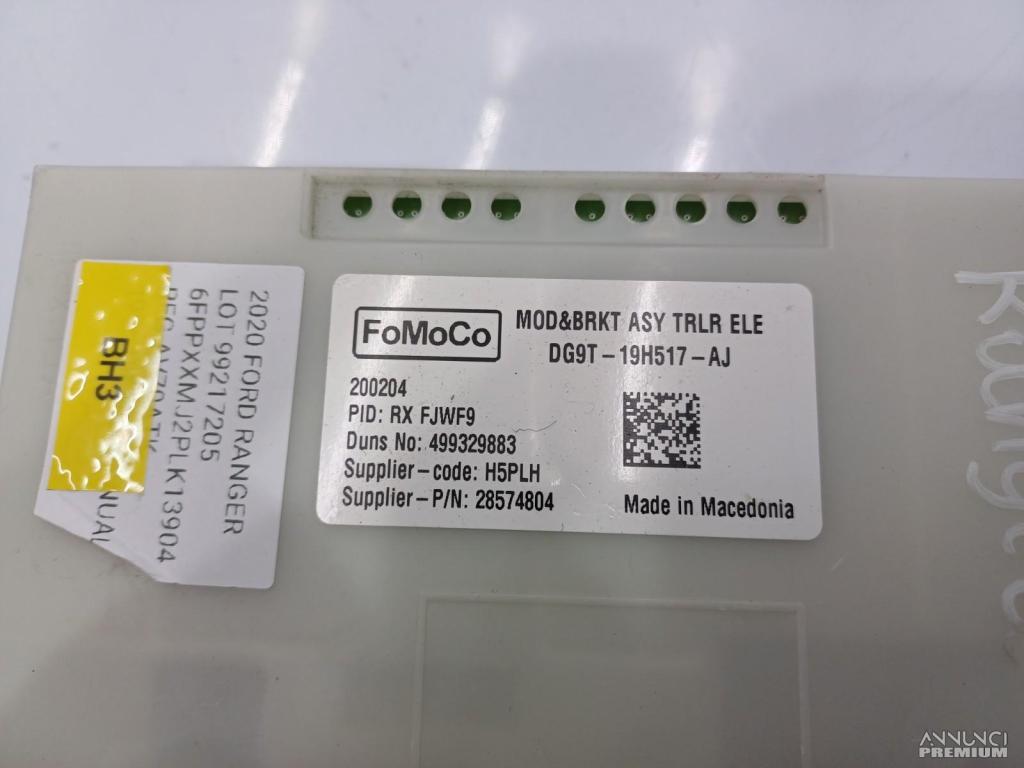 2020 FORD RANGER
LOT 99217205
6FPPXXMJ2PLK13904
BH3
FoMoCo
MOD&BRKT ASY TRLR ELE
DG9T-19H517-AJ
200204
PID: RX FJWF9
Duns No: 499329883
Supplier-code: H5PLH
Supplier-P/N: 28574804
Made in Macedonia
ANNUNCI
PREMIUM